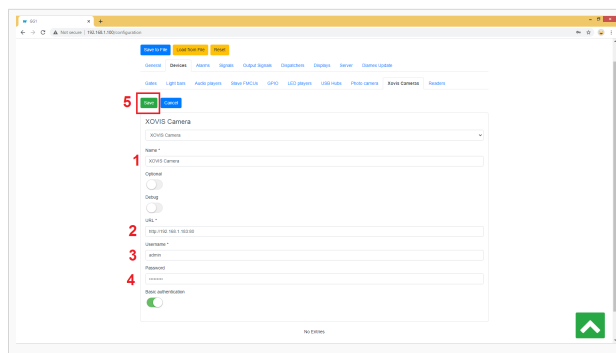 SG1 × +
Not secure | 192.168.1.100/configuration
Save to File Load from File Reset
General Devices Alarms Signals Output Signals Dispatchers Displays Server Dismiss Update
Gates Light bars Audio players Slave FMCUs GPIO LED players USB Hubs Photo camera Xovis Cameras Readers
5 Save Cancel
XOVIS Camera
XOVIS Camera
Name *
1 XOVIS Camera
Optional
Debug
URL *
2 http://192.168.1.103:80
Username *
3 admin
Password
4 ••••••••
Basic authentication
No Entries